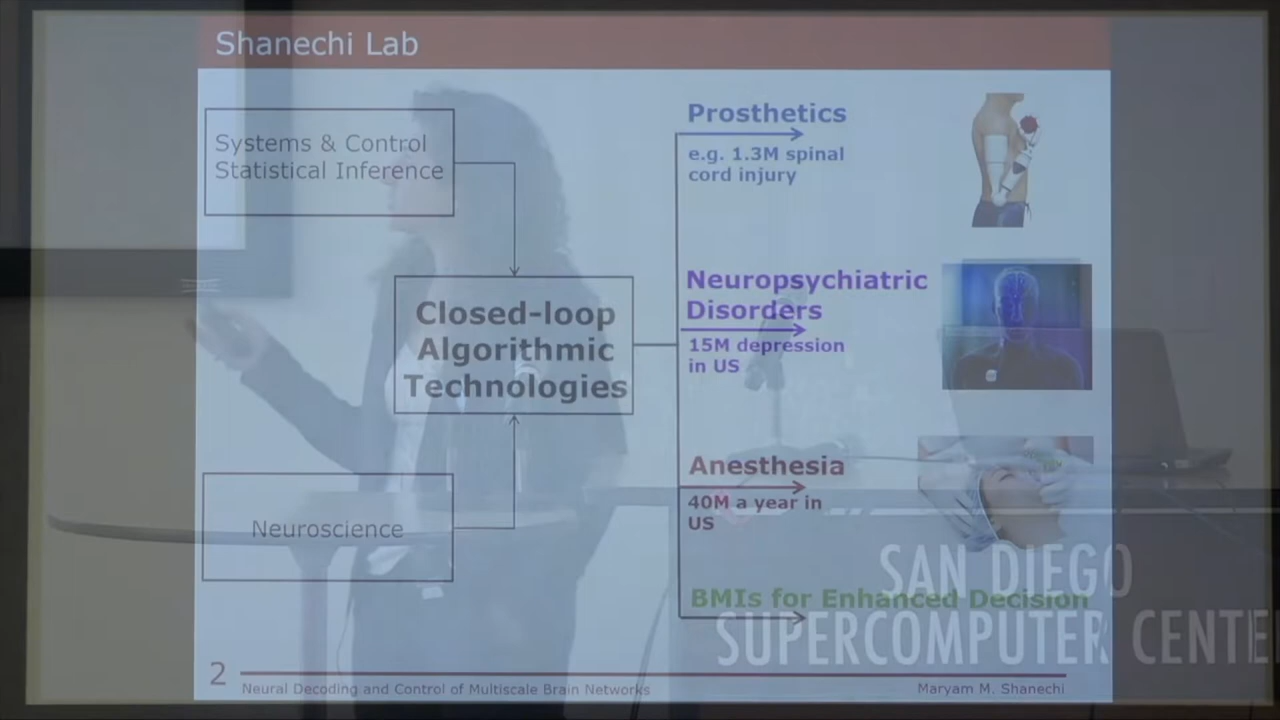 Shanechi Lab
Systems & Control
Statistical Inference
Closed-loop
Algorithmic
Technologies
Neuroscience
Prosthetics
e.g. 1.3M spinal
cord injury
Neuropsychiatric
Disorders
15M depression
in US
Anesthesia
40M a year in
US
BMIs for Enhanced Decision
SAN DIEGO
SUPERCOMPUTER CENTE
2
Neural Decoding and Control of Multiscale Brain Networks
Maryam M. Shanechi